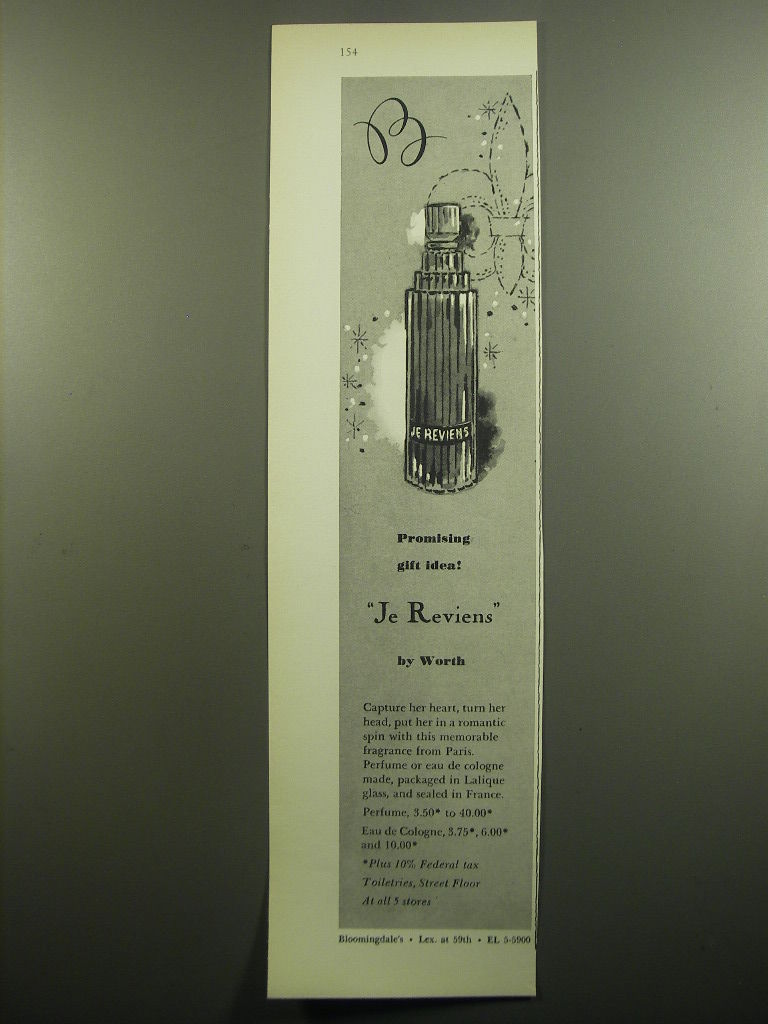 154
B
JE REVIENS
Promising
gift idea!
“Je Reviens”
by Worth
Capture her heart, turn her
head, put her in a romantic
spin with this memorable
fragrance from Paris.
Perfume or eau de cologne
made, packaged in Lalique
glass, and sealed in France.
Perfume, 3.50* to 40.00*
Eau de Cologne, 3.75*, 6.00*
and 10.00*
*Plus 10% Federal tax
Toiletries, Street Floor
At all 5 stores
Bloomingdale's • Lex. at 59th • EL 5-5900